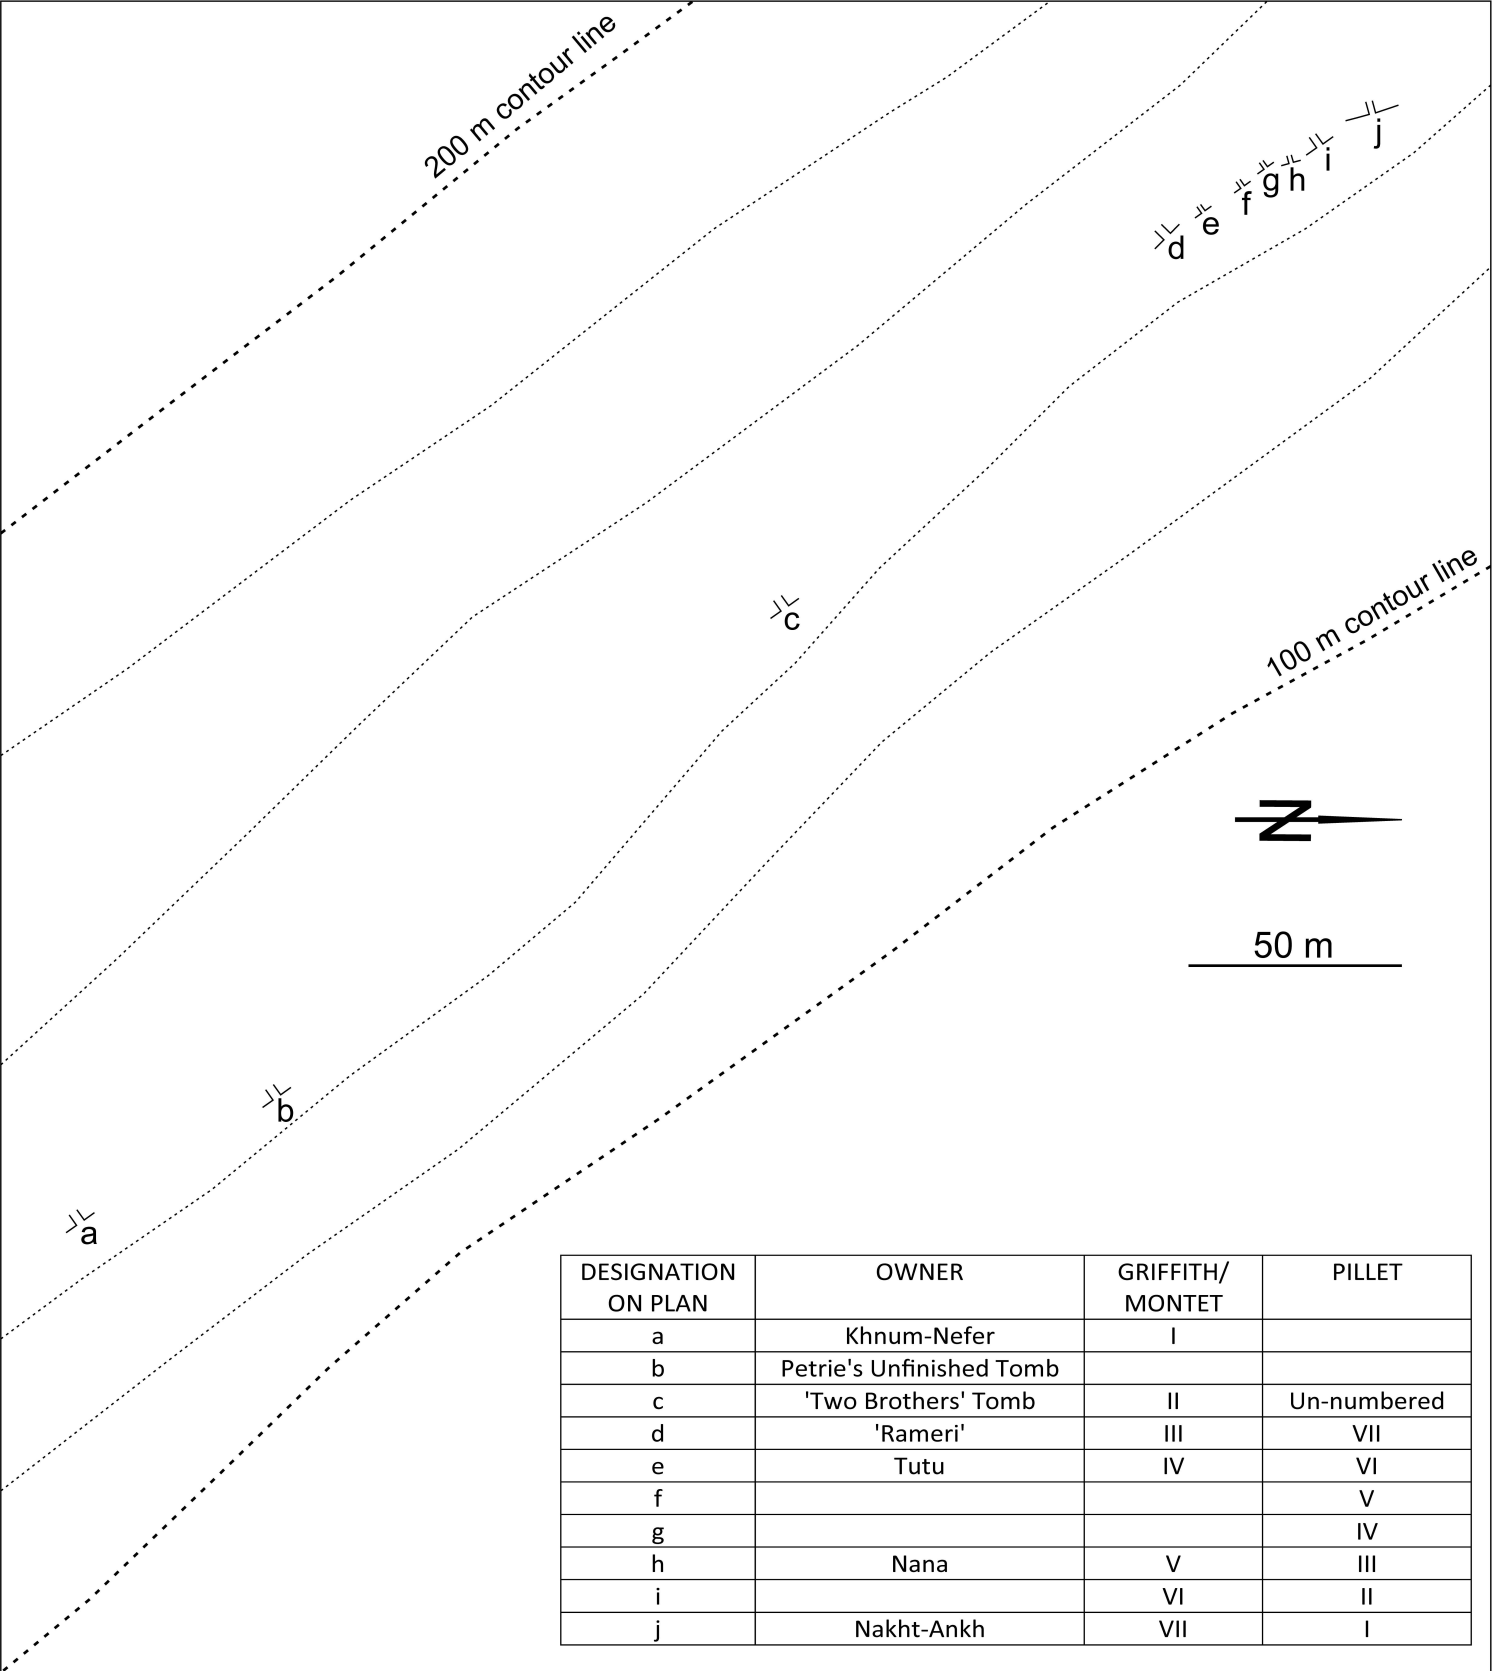 200 m contour line
j
i
h
g
f
e
d
100 m contour line
c
N
50 m
b
a
DESIGNATION ON PLAN OWNER GRIFFITH/ MONTET PILLET
a Khnum-Nefer I
b Petrie's Unfinished Tomb
c 'Two Brothers' Tomb II Un-numbered
d 'Rameri' III VII
e Tutu IV VI
f V
g IV
h Nana V III
i VI II
j Nakht-Ankh VII I